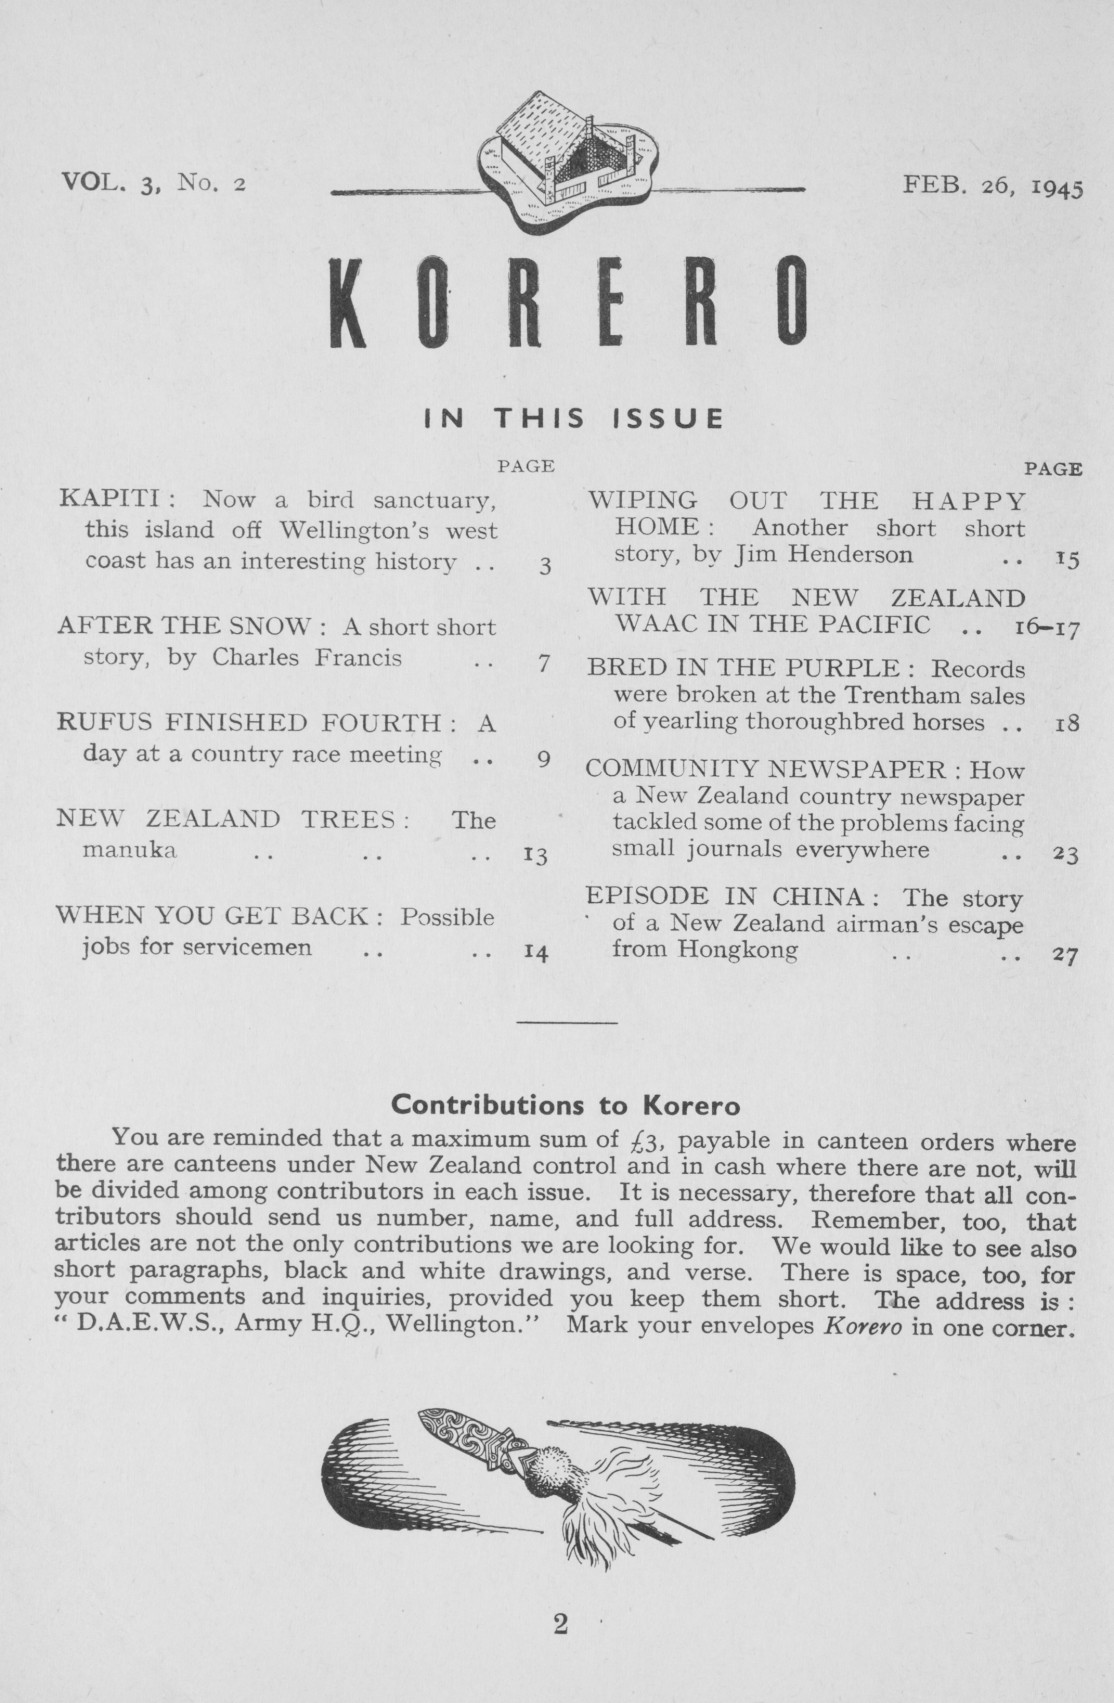 VOL. 3, No. 2
FEB. 26, 1945
KORERO
IN THIS ISSUE
PAGE
KAPITI : Now a bird sanctuary,
this island off Wellington's west
coast has an interesting history .. 3
AFTER THE SNOW : A short short
story, by Charles Francis .. 7
RUFUS FINISHED FOURTH : A
day at a country race meeting .. 9
NEW ZEALAND TREES : The
manuka .. .. .. 13
WHEN YOU GET BACK : Possible
jobs for servicemen .. .. 14
PAGE
WIPING OUT THE HAPPY
HOME : Another short short
story, by Jim Henderson .. 15
WITH THE NEW ZEALAND
WAAC IN THE PACIFIC .. 16–17
BRED IN THE PURPLE : Records
were broken at the Trentham sales
of yearling thoroughbred horses .. 18
COMMUNITY NEWSPAPER : How
a New Zealand country newspaper
tackled some of the problems facing
small journals everywhere .. 23
EPISODE IN CHINA : The story
of a New Zealand airman's escape
from Hongkong .. .. 27
Contributions to Korero
You are reminded that a maximum sum of £3, payable in canteen orders where
there are canteens under New Zealand control and in cash where there are not, will
be divided among contributors in each issue. It is necessary, therefore that all con-
tributors should send us number, name, and full address. Remember, too, that
articles are not the only contributions we are looking for. We would like to see also
short paragraphs, black and white drawings, and verse. There is space, too, for
your comments and inquiries, provided you keep them short. The address is :
“ D.A.E.W.S., Army H.Q., Wellington.” Mark your envelopes Korero in one corner.
2